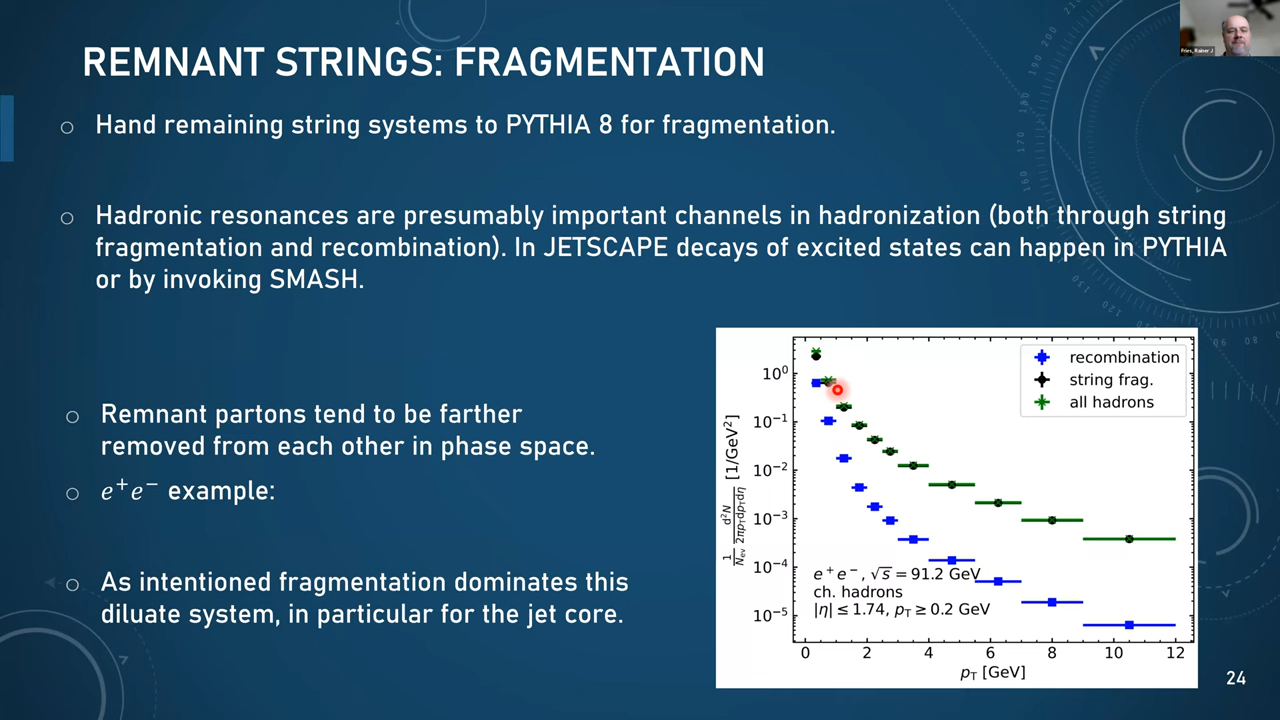 Fries, Rainer J
REMNANT STRINGS: FRAGMENTATION
Hand remaining string systems to PYTHIA 8 for fragmentation.
Hadronic resonances are presumably important channels in hadronization (both through string
fragmentation and recombination). In JETSCAPE decays of excited states can happen in PYTHIA
or by invoking SMASH.
Remnant partons tend to be farther
removed from each other in phase space.
e⁺e⁻ example:
As intentioned fragmentation dominates this
diluate system, in particular for the jet core.
recombination
string frag.
all hadrons
10⁰
10⁻¹
10⁻²
10⁻³
10⁻⁴
10⁻⁵
1/N_ev d²N/2πp_T dp_T dη [1/GeV²]
e⁺e⁻, √s = 91.2 GeV
ch. hadrons
|η| ≤ 1.74, p_T ≥ 0.2 GeV
0 2 4 6 8 10 12
p_T [GeV]
24